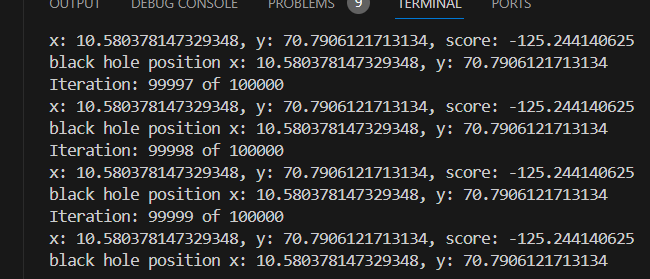 OUTPUT DEBUG CONSOLE PROBLEMS 9 TERMINAL PORTS
x: 10.580378147329348, y: 70.7906121713134, score: -125.244140625
black hole position x: 10.580378147329348, y: 70.7906121713134
Iteration: 99997 of 100000
x: 10.580378147329348, y: 70.7906121713134, score: -125.244140625
black hole position x: 10.580378147329348, y: 70.7906121713134
Iteration: 99998 of 100000
x: 10.580378147329348, y: 70.7906121713134, score: -125.244140625
black hole position x: 10.580378147329348, y: 70.7906121713134
Iteration: 99999 of 100000
x: 10.580378147329348, y: 70.7906121713134, score: -125.244140625
black hole position x: 10.580378147329348, y: 70.7906121713134